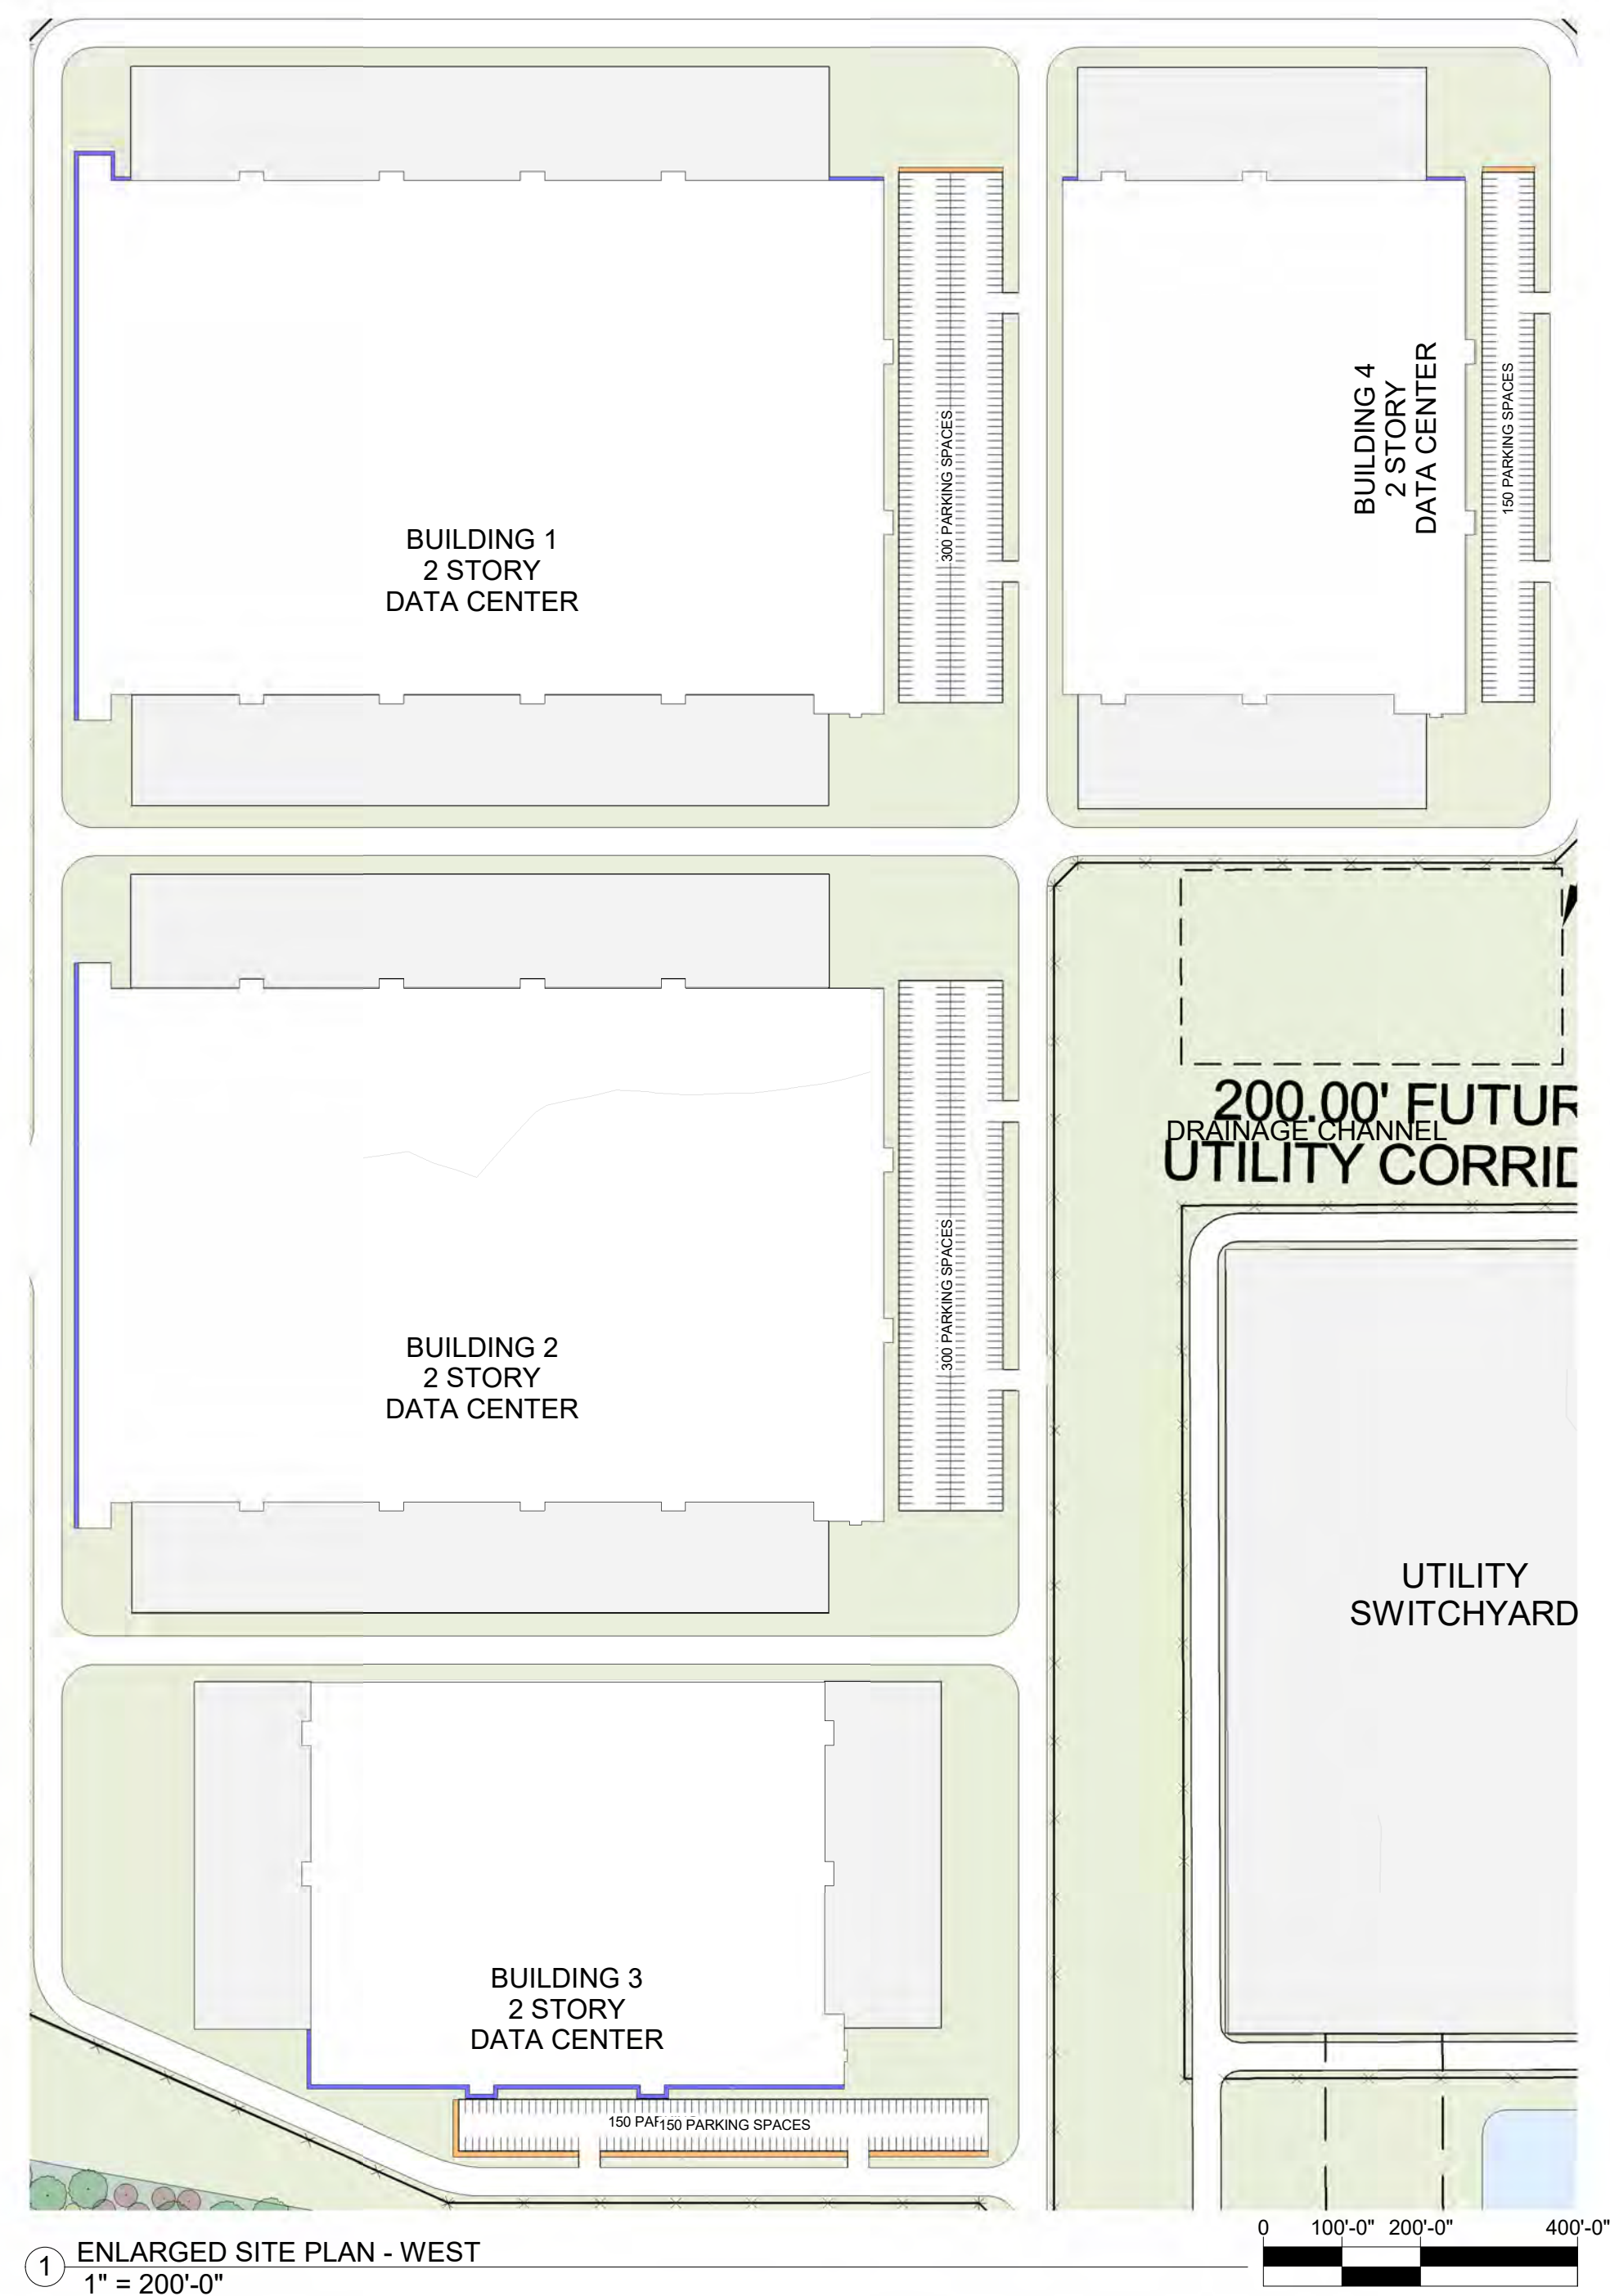 BUILDING 1
2 STORY
DATA CENTER
300 PARKING SPACES
BUILDING 4
2 STORY
DATA CENTER
150 PARKING SPACES
200.00' FUTUR
DRAINAGE CHANNEL
UTILITY CORRID
BUILDING 2
2 STORY
DATA CENTER
300 PARKING SPACES
UTILITY
SWITCHYARD
BUILDING 3
2 STORY
DATA CENTER
150 PAR
150 PARKING SPACES
1
ENLARGED SITE PLAN - WEST
1" = 200'-0"
0 100'-0" 200'-0" 400'-0"